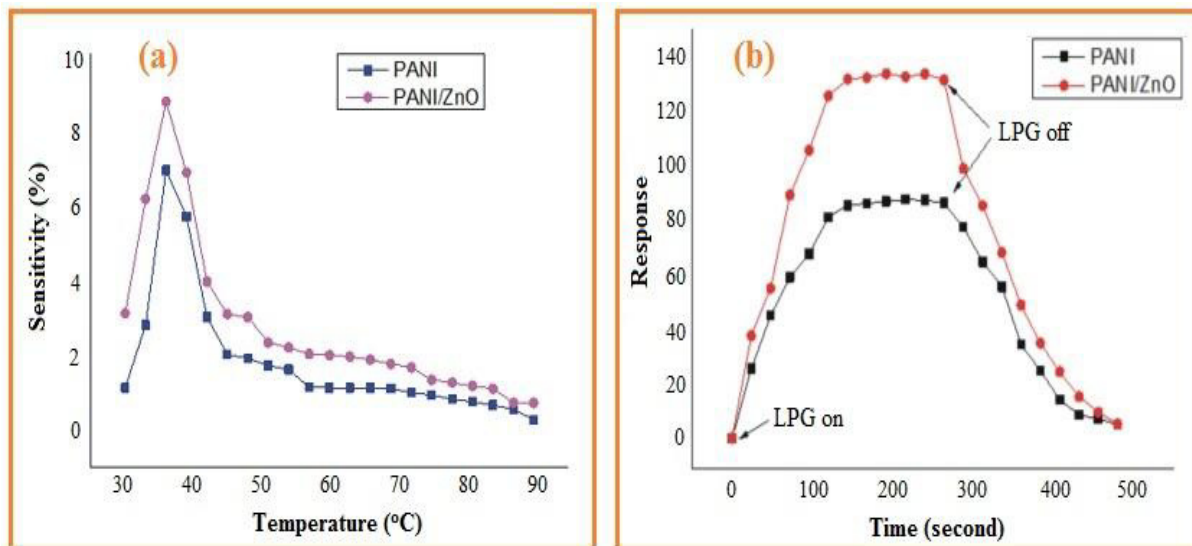 (a)
PANI
PANI/ZnO
10
8
6
4
2
0
Sensitivity (%)
30 40 50 60 70 80 90
Temperature (°C)
(b)
PANI
PANI/ZnO
LPG off
LPG on
140
120
100
80
60
40
20
0
Response
0 100 200 300 400 500
Time (second)